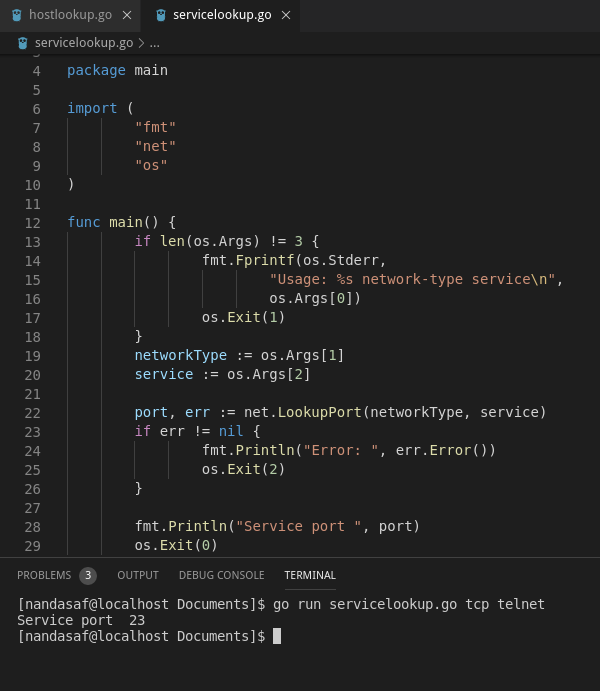 hostlookup.go
servicelookup.go
servicelookup.go > ...
4 package main
5
6 import (
7 "fmt"
8 "net"
9 "os"
10 )
11
12 func main() {
13 if len(os.Args) != 3 {
14 fmt.Fprintf(os.Stderr,
15 "Usage: %s network-type service\n",
16 os.Args[0])
17 os.Exit(1)
18 }
19 networkType := os.Args[1]
20 service := os.Args[2]
21
22 port, err := net.LookupPort(networkType, service)
23 if err != nil {
24 fmt.Println("Error: ", err.Error())
25 os.Exit(2)
26 }
27
28 fmt.Println("Service port ", port)
29 os.Exit(0)
PROBLEMS 3 OUTPUT DEBUG CONSOLE TERMINAL
[nandasaf@localhost Documents]$ go run servicelookup.go tcp telnet
Service port  23
[nandasaf@localhost Documents]$